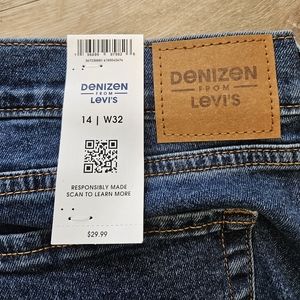 DENIZEN
FROM
LEVI'S
14 | W32
RESPONSIBLY MADE
SCAN TO LEARN MORE
$29.99
DENIZEN
FROM
LEVI'S